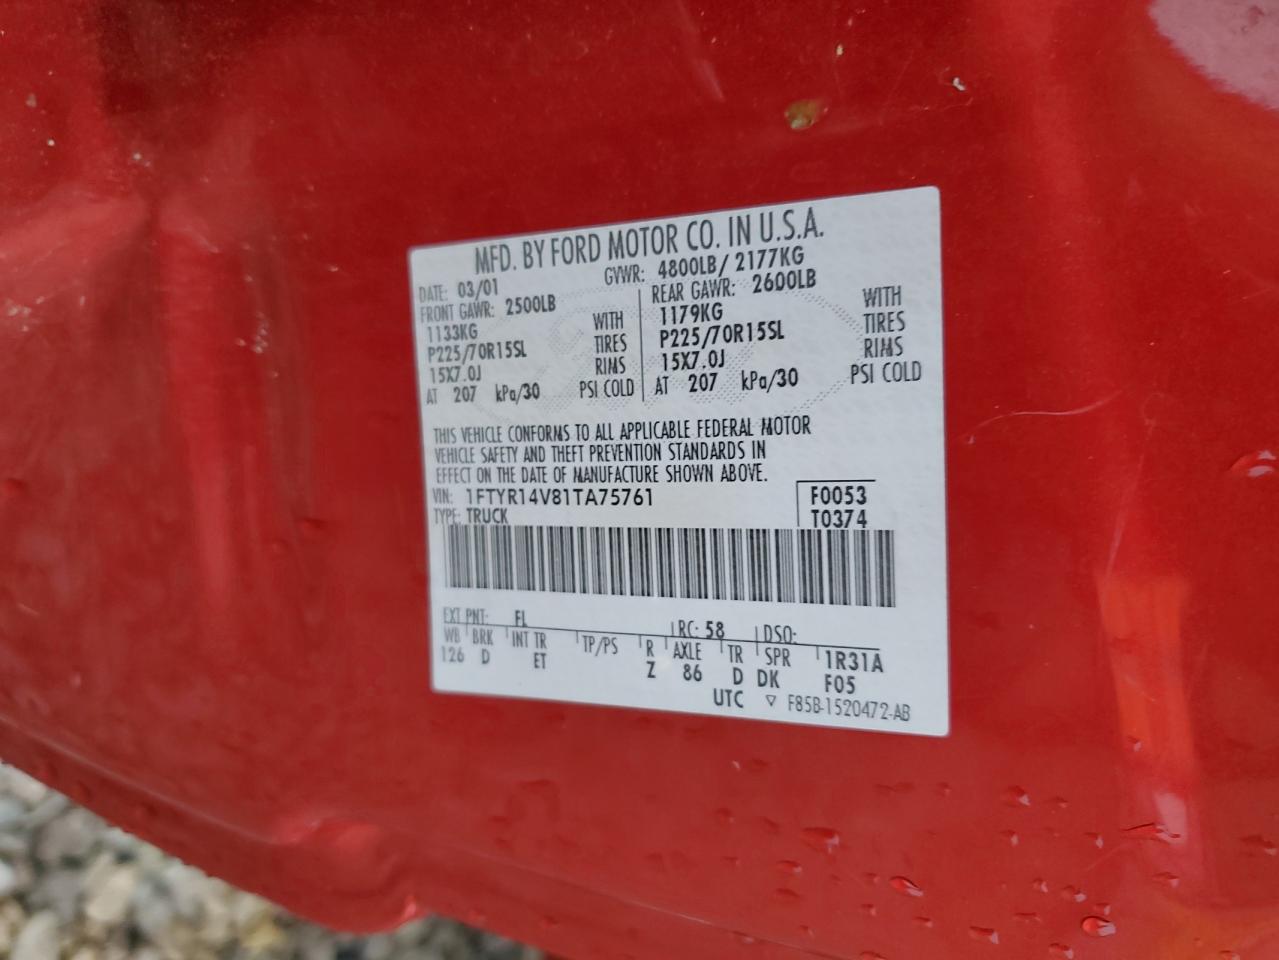 MFD. BY FORD MOTOR CO. IN U.S.A.
DATE: 03/01 GVWR: 4800LB/ 2177KG
FRONT GAWR: 2500LB REAR GAWR: 2600LB
1133KG WITH 1179KG WITH
P225/70R15SL TIRES P225/70R15SL TIRES
15X7.0J RIMS 15X7.0J RIMS
AT 207 kPa/30 PSI COLD AT 207 kPa/30 PSI COLD
THIS VEHICLE CONFORMS TO ALL APPLICABLE FEDERAL MOTOR
VEHICLE SAFETY AND THEFT PREVENTION STANDARDS IN
EFFECT ON THE DATE OF MANUFACTURE SHOWN ABOVE.
VIN: 1FTYR14V81TA75761 F0053
TYPE: TRUCK T0374
EXT PNT: FL RC: 58 DSO:
WB BRK INT TR TP/PS R AXLE TR SPR 1R31A
126 D ET Z 86 D DK F05
UTC ▽ F85B-1520472-AB